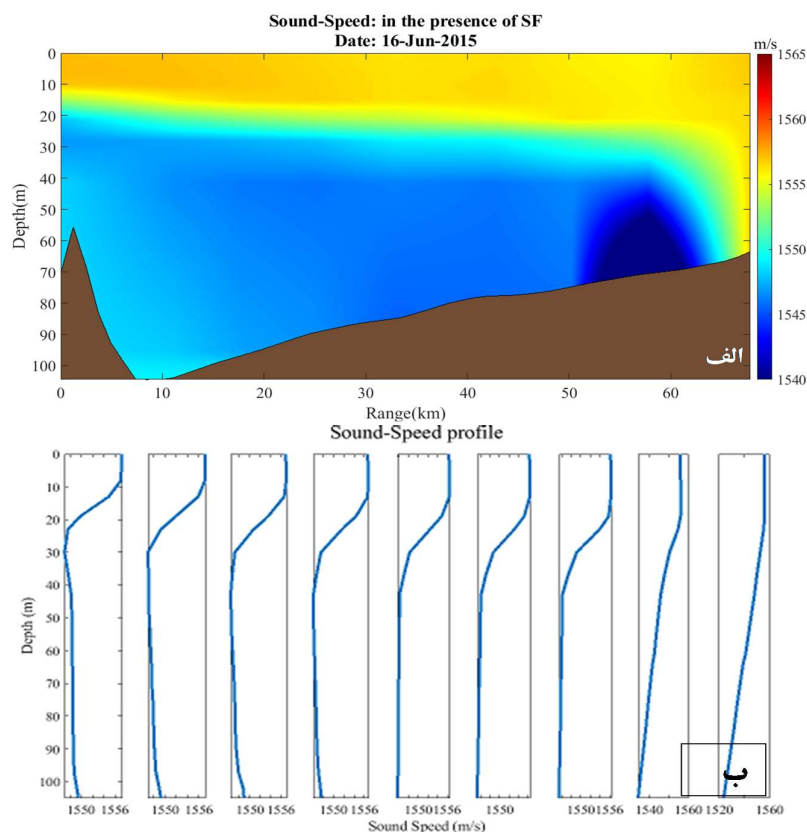 Sound-Speed: in the presence of SF
Date: 16-Jun-2015
m/s
0
10
20
30
40
50
60
70
80
90
100
Depth(m)
1565
1560
1555
1550
1545
1540
الف
0 10 20 30 40 50 60
Range(km)
Sound-Speed profile
0
10
20
30
40
50
60
70
80
90
100
Depth (m)
ب
1550 1556 1550 1556 1550 1556 1550 1556 1550 1556 1550 1550 1556 1540 1560 1520 1560
Sound Speed (m/s)